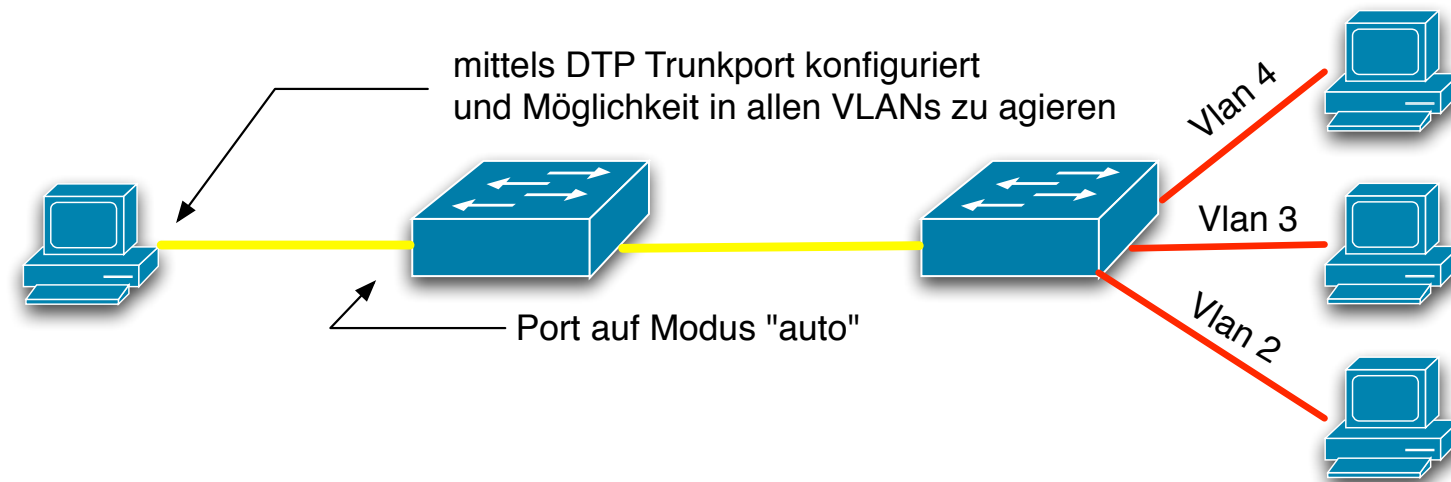 mittels DTP Trunkport konfiguriert
und Möglichkeit in allen VLANs zu agieren
Vlan 4
Vlan 3
Vlan 2
Port auf Modus "auto"